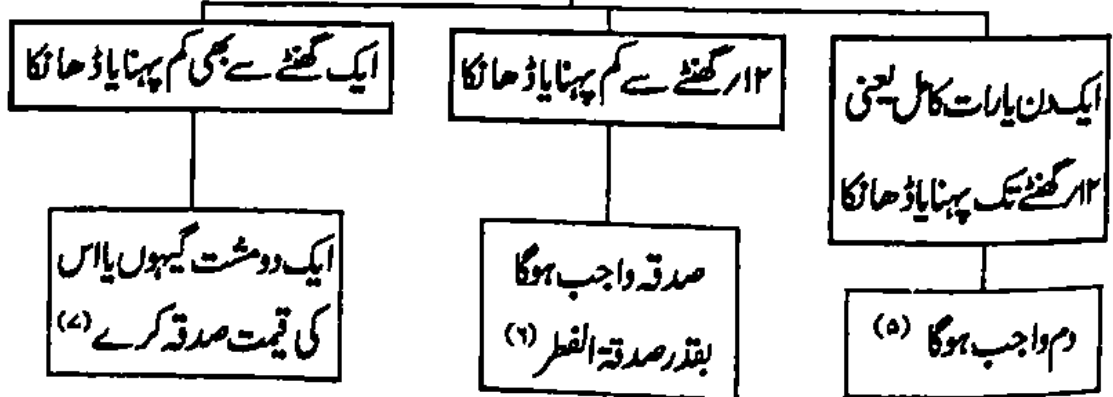 ایک دن یا رات کامل یعنی
۱۲؍ گھنٹے تک پہنا یا ڈھانکا
۱۲؍ گھنٹے سے کم پہنا یا ڈھانکا
ایک گھنٹے سے بھی کم پہنا یا ڈھانکا
دم واجب ہوگا (۵)
صدقہ واجب ہوگا
بقدر صدقۃ الفطر (۶)
ایک دو مشت گیہوں یا اس
کی قیمت صدقہ کرے (۷)